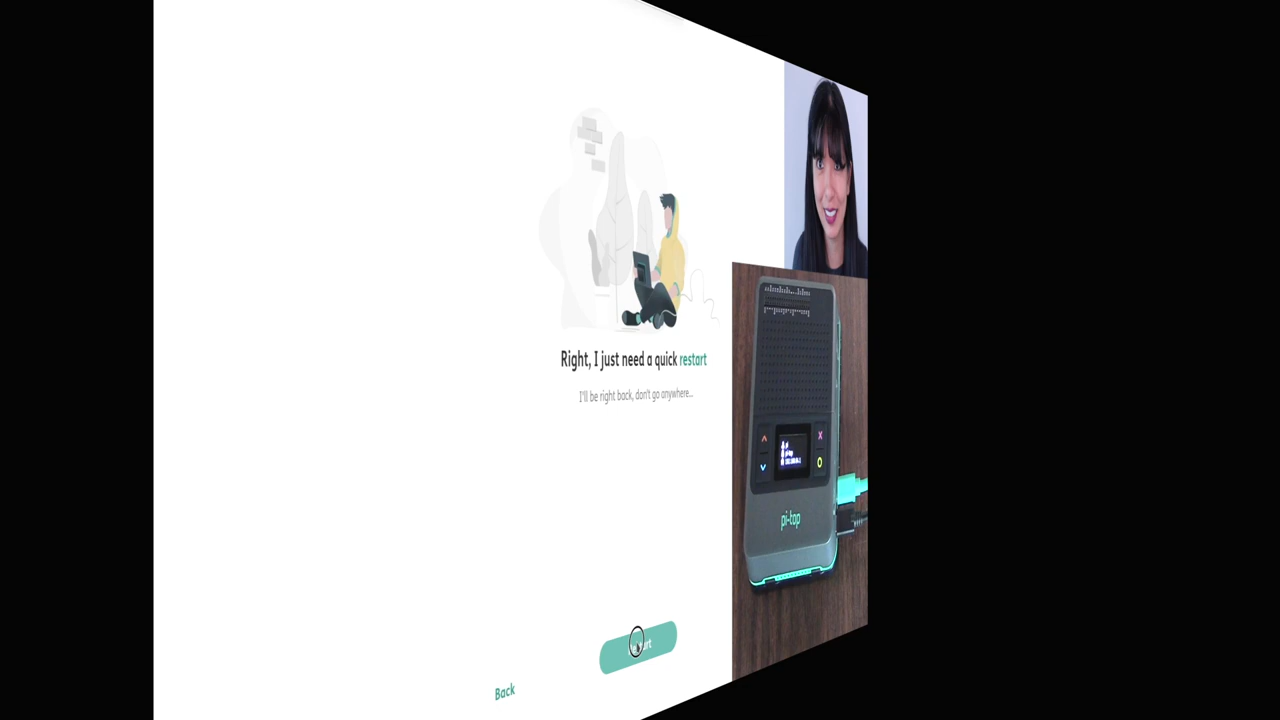 Right, I just need a quick restart
I'll be right back, don't go anywhere...
pi-top
Back